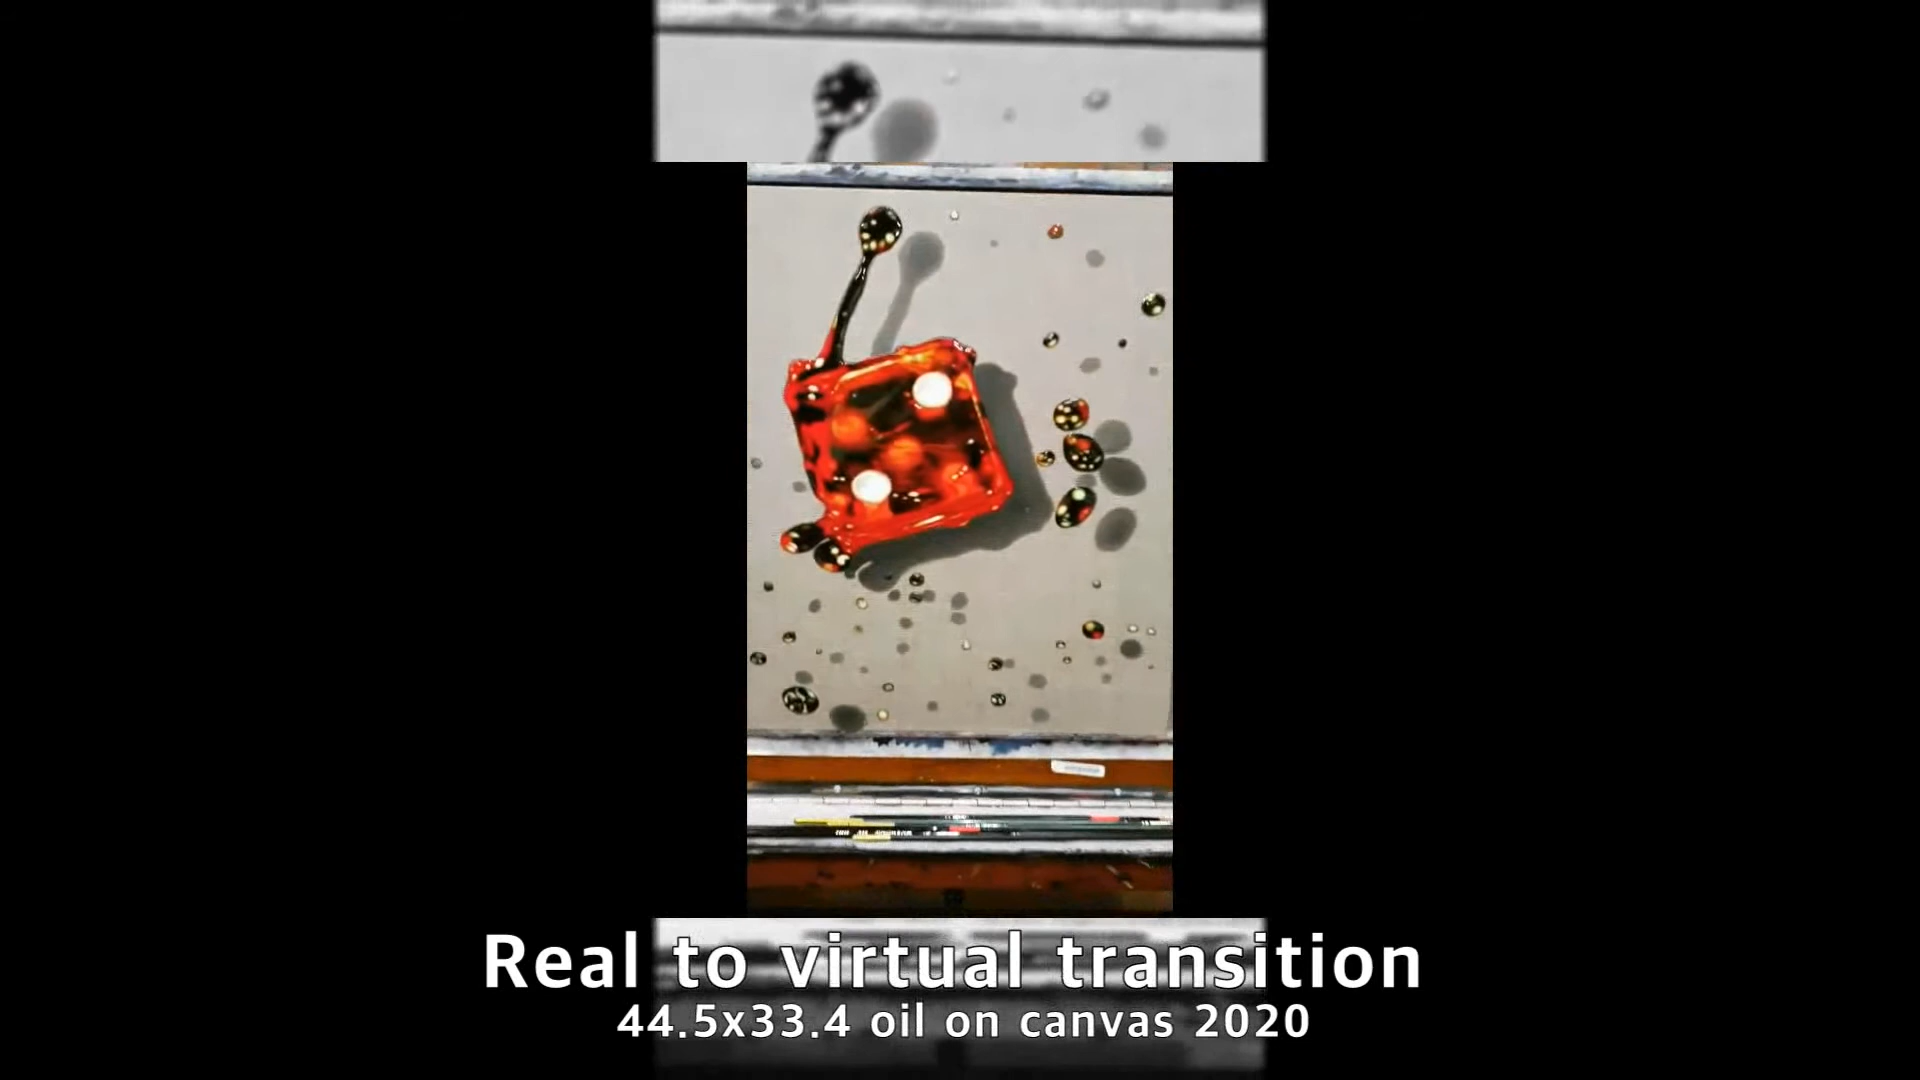 Real to virtual transition
44.5x33.4 oil on canvas 2020